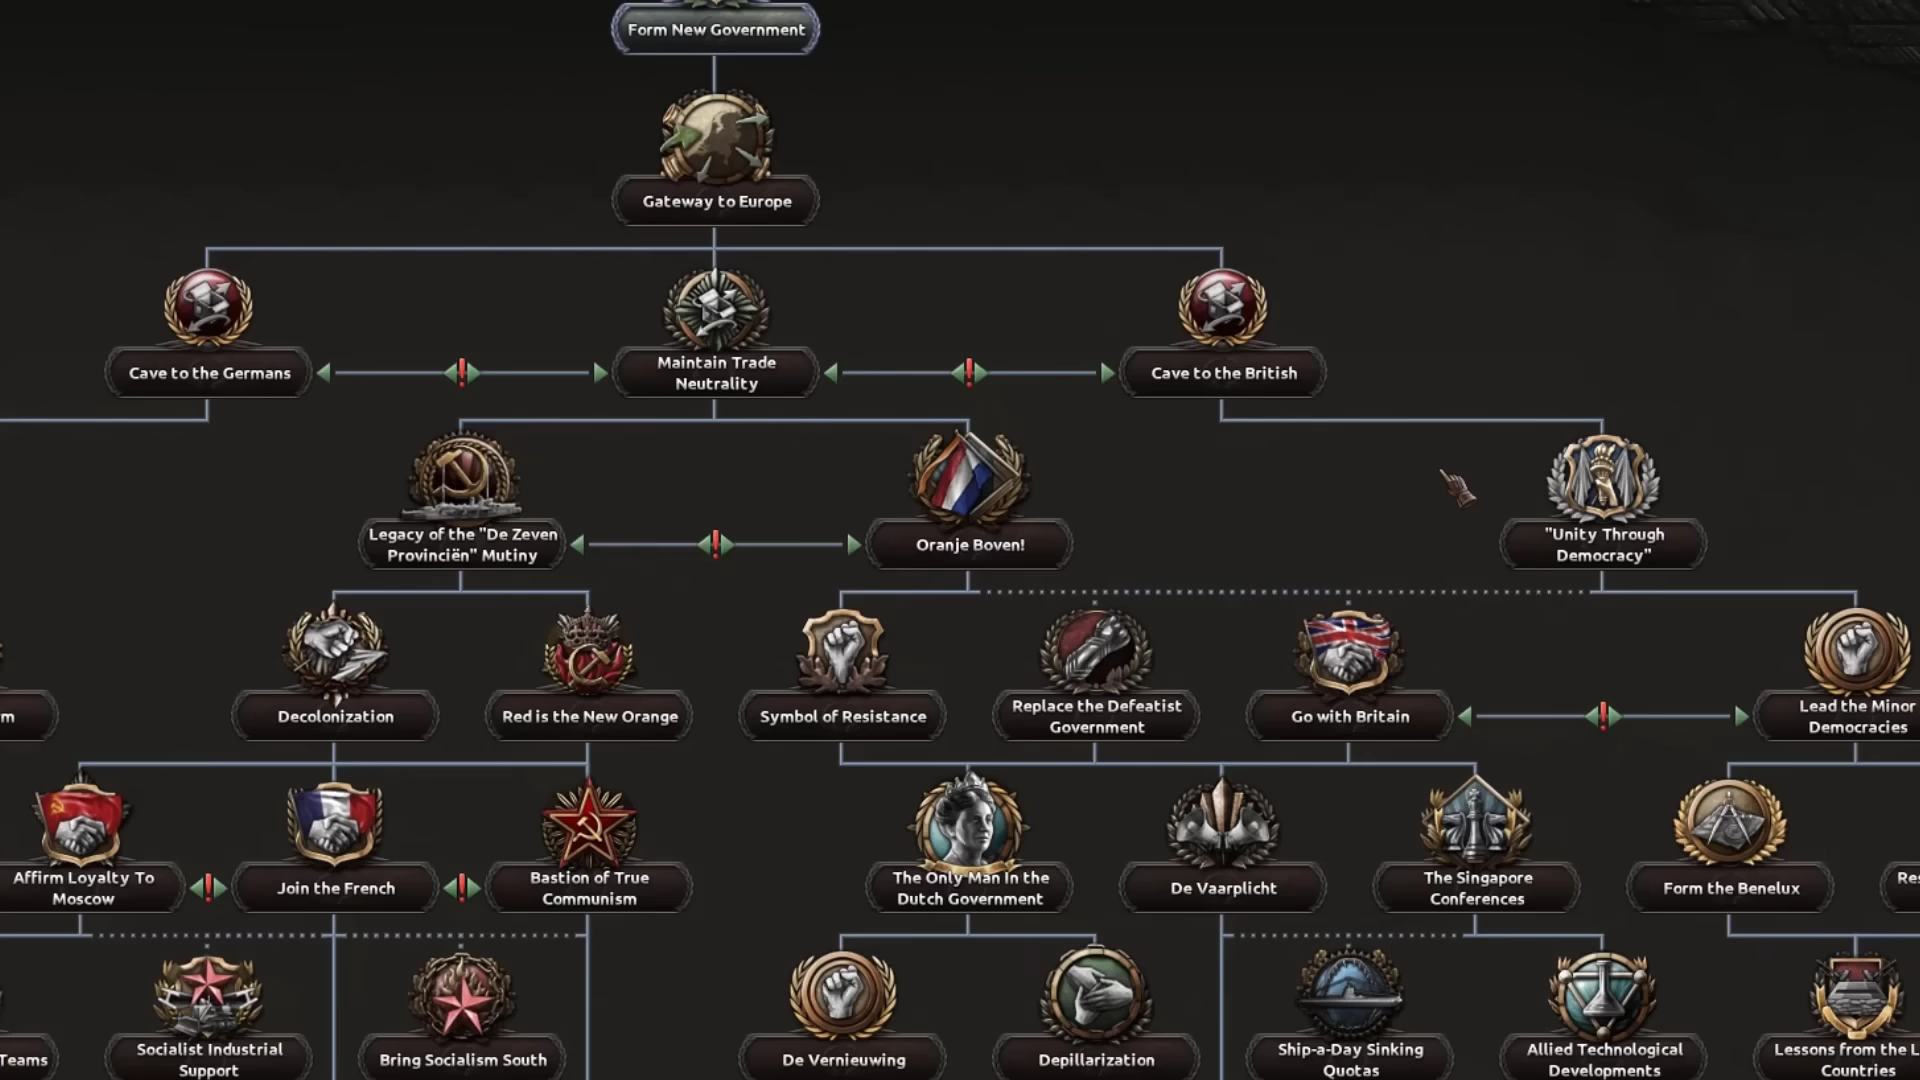 Form New Government
Gateway to Europe
Cave to the Germans
Maintain Trade
Neutrality
Cave to the British
Legacy of the "De Zeven
Provinciën" Mutiny
Oranje Boven!
"Unity Through
Democracy"
m
Decolonization
Red is the New Orange
Symbol of Resistance
Replace the Defeatist
Government
Go with Britain
Lead the Minor
Democracies
Affirm Loyalty To
Moscow
Join the French
Bastion of True
Communism
The Only Man In the
Dutch Government
De Vaarplicht
The Singapore
Conferences
Form the Benelux
Res
Teams
Socialist Industrial
Support
Bring Socialism South
De Vernieuwing
Depillarization
Ship-a-Day Sinking
Quotas
Allied Technological
Developments
Lessons from the L
Countries